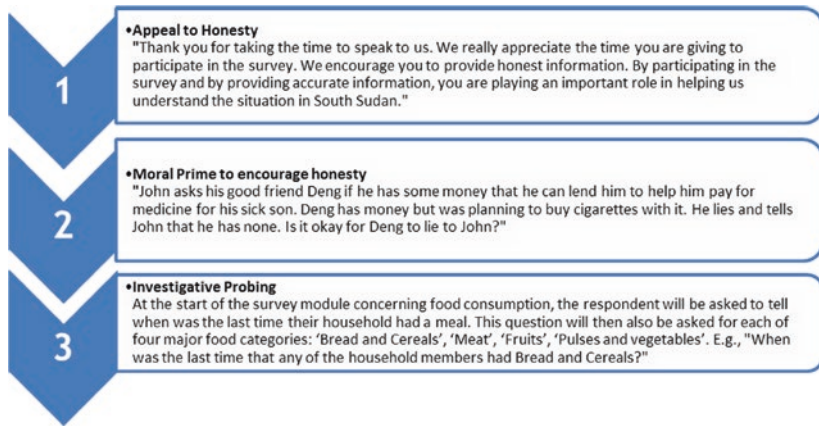 1
•Appeal to Honesty
"Thank you for taking the time to speak to us. We really appreciate the time you are giving to
participate in the survey. We encourage you to provide honest information. By participating in the
survey and by providing accurate information, you are playing an important role in helping us
understand the situation in South Sudan."
2
•Moral Prime to encourage honesty
"John asks his good friend Deng if he has some money that he can lend him to help him pay for
medicine for his sick son. Deng has money but was planning to buy cigarettes with it. He lies and tells
John that he has none. Is it okay for Deng to lie to John?"
3
•Investigative Probing
At the start of the survey module concerning food consumption, the respondent will be asked to tell
when was the last time their household had a meal. This question will then also be asked for each of
four major food categories: ‘Bread and Cereals’, ‘Meat’, ‘Fruits’, ‘Pulses and vegetables’. E.g., "When
was the last time that any of the household members had Bread and Cereals?"